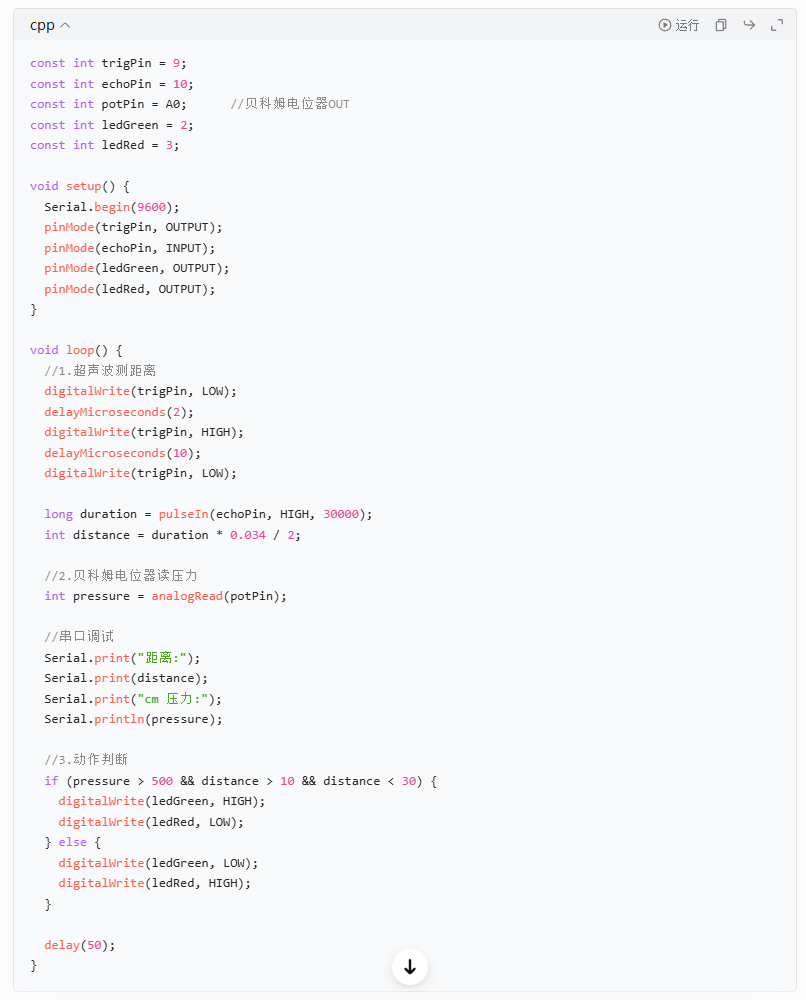 cpp
运行
const int trigPin = 9;
const int echoPin = 10;
const int potPin = A0;      //贝科姆电位器OUT
const int ledGreen = 2;
const int ledRed = 3;
void setup() {
  Serial.begin(9600);
  pinMode(trigPin, OUTPUT);
  pinMode(echoPin, INPUT);
  pinMode(ledGreen, OUTPUT);
  pinMode(ledRed, OUTPUT);
}
void loop() {
  //1.超声波测距离
  digitalWrite(trigPin, LOW);
  delayMicroseconds(2);
  digitalWrite(trigPin, HIGH);
  delayMicroseconds(10);
  digitalWrite(trigPin, LOW);
  long duration = pulseIn(echoPin, HIGH, 30000);
  int distance = duration * 0.034 / 2;
  //2.贝科姆电位器读压力
  int pressure = analogRead(potPin);
  //串口调试
  Serial.print("距离:");
  Serial.print(distance);
  Serial.print("cm 压力:");
  Serial.println(pressure);
  //3.动作判断
  if (pressure > 500 && distance > 10 && distance < 30) {
    digitalWrite(ledGreen, HIGH);
    digitalWrite(ledRed, LOW);
  } else {
    digitalWrite(ledGreen, LOW);
    digitalWrite(ledRed, HIGH);
  }
  delay(50);
}